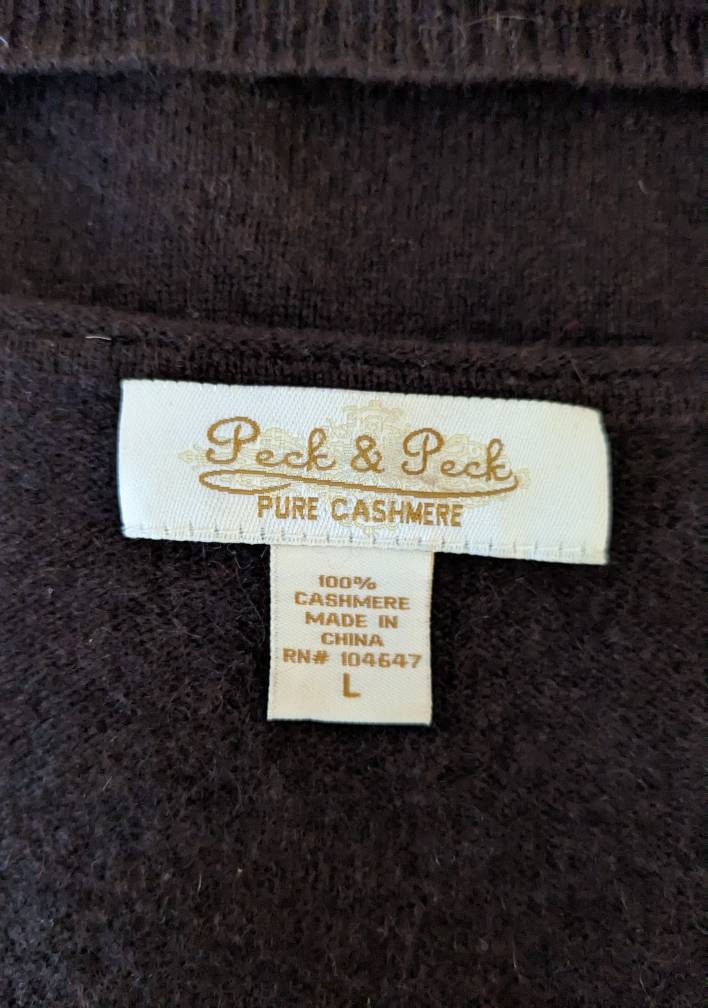 Peck & Peck
PURE CASHMERE
100%
CASHMERE
MADE IN
CHINA
RN# 104647
L